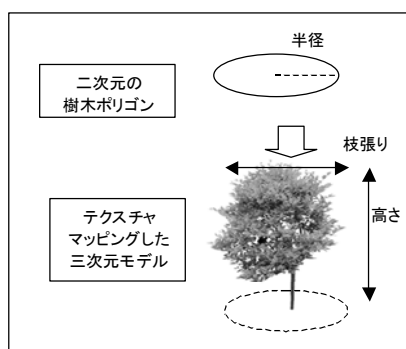 半径
二次元の
樹木ポリゴン
枝張り
高さ
テクスチャ
マッピングした
三次元モデル